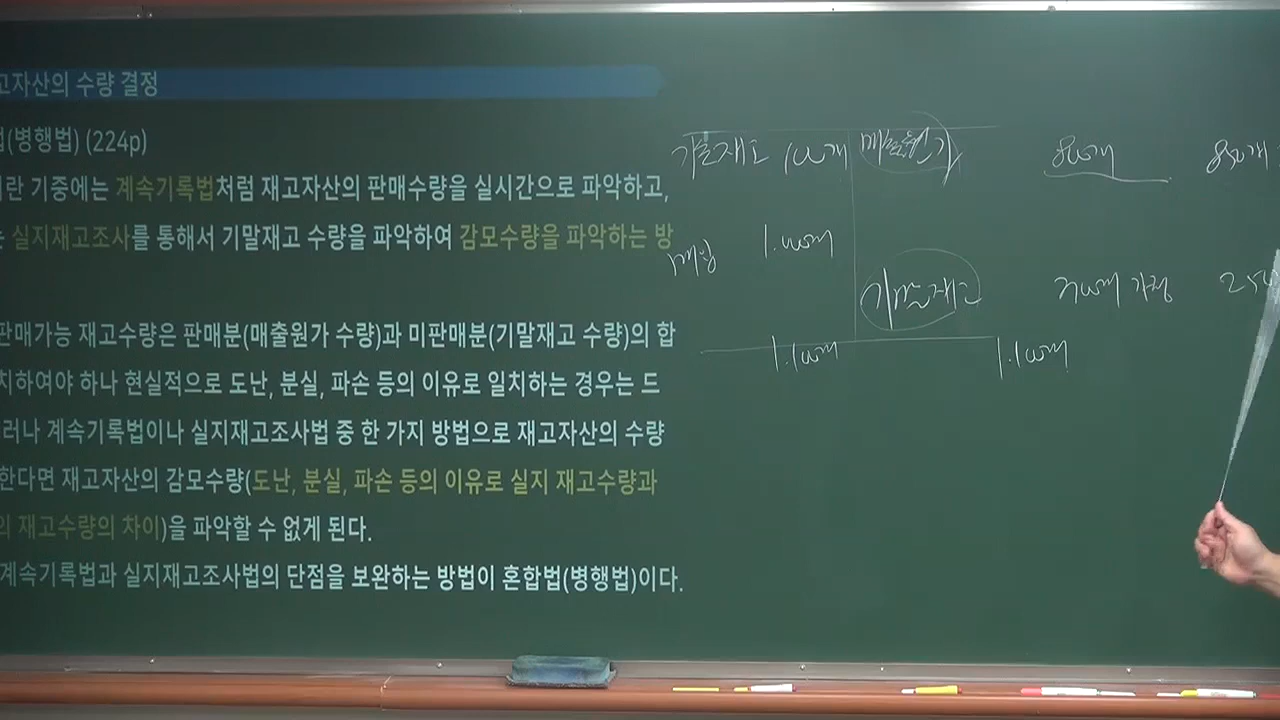 고자산의 수량 결정
법(병행법) (224p)
이란 기중에는 계속기록법처럼 재고자산의 판매수량을 실시간으로 파악하고,
는 실지재고조사를 통해서 기말재고 수량을 파악하여 감모수량을 파악하는 방
판매가능 재고수량은 판매분(매출원가 수량)과 미판매분(기말재고 수량)의 합
치하여야 하나 현실적으로 도난, 분실, 파손 등의 이유로 일치하는 경우는 드
러나 계속기록법이나 실지재고조사법 중 한 가지 방법으로 재고자산의 수량
한다면 재고자산의 감모수량(도난, 분실, 파손 등의 이유로 실지 재고수량과
의 재고수량의 차이)을 파악할 수 없게 된다.
계속기록법과 실지재고조사법의 단점을 보완하는 방법이 혼합법(병행법)이다.
기초재고 100개 매출원가 800개 850개
매입 1.000개
기말재고 300개 가정 250
1.100개 1.100개